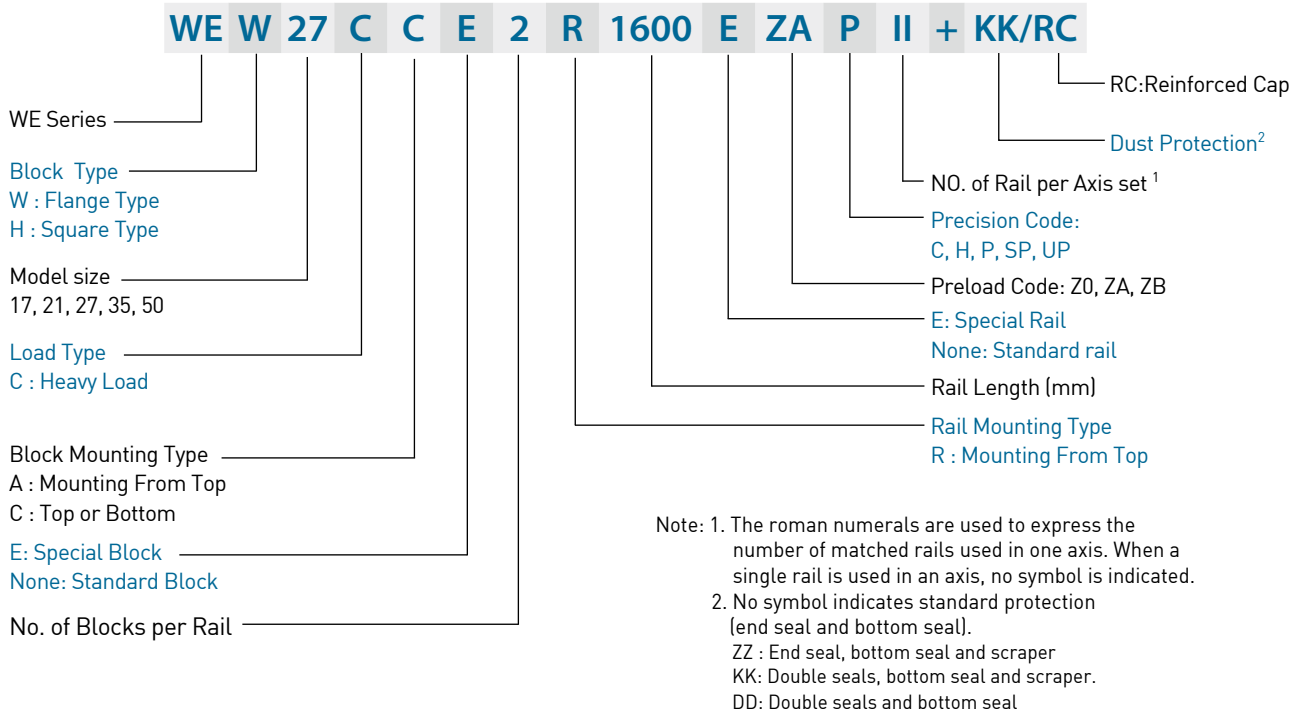 WE W 27 C C E 2 R 1600 E ZA P II + KK/RC
WE Series
Block Type
W : Flange Type
H : Square Type
Model size
17, 21, 27, 35, 50
Load Type
C : Heavy Load
Block Mounting Type
A : Mounting From Top
C : Top or Bottom
E: Special Block
None: Standard Block
No. of Blocks per Rail
RC:Reinforced Cap
Dust Protection²
NO. of Rail per Axis set ¹
Precision Code:
C, H, P, SP, UP
Preload Code: Z0, ZA, ZB
E: Special Rail
None: Standard rail
Rail Length (mm)
Rail Mounting Type
R : Mounting From Top
Note: 1. The roman numerals are used to express the
number of matched rails used in one axis. When a
single rail is used in an axis, no symbol is indicated.
2. No symbol indicates standard protection
(end seal and bottom seal).
ZZ : End seal, bottom seal and scraper
KK: Double seals, bottom seal and scraper.
DD: Double seals and bottom seal